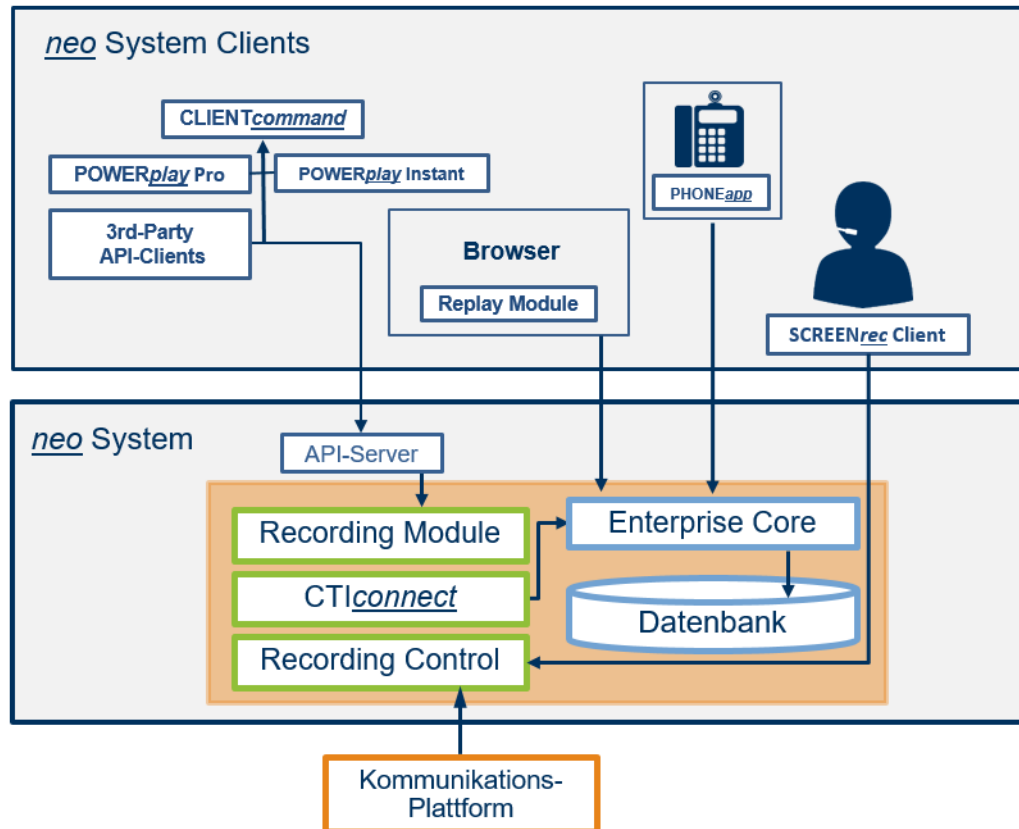 neo System Clients
CLIENTcommand
POWERplay Pro
POWERplay Instant
3rd-Party
API-Clients
Browser
Replay Module
PHONEapp
SCREENrec Client
neo System
API-Server
Recording Module
Enterprise Core
CTIconnect
Datenbank
Recording Control
Kommunikations-
Plattform